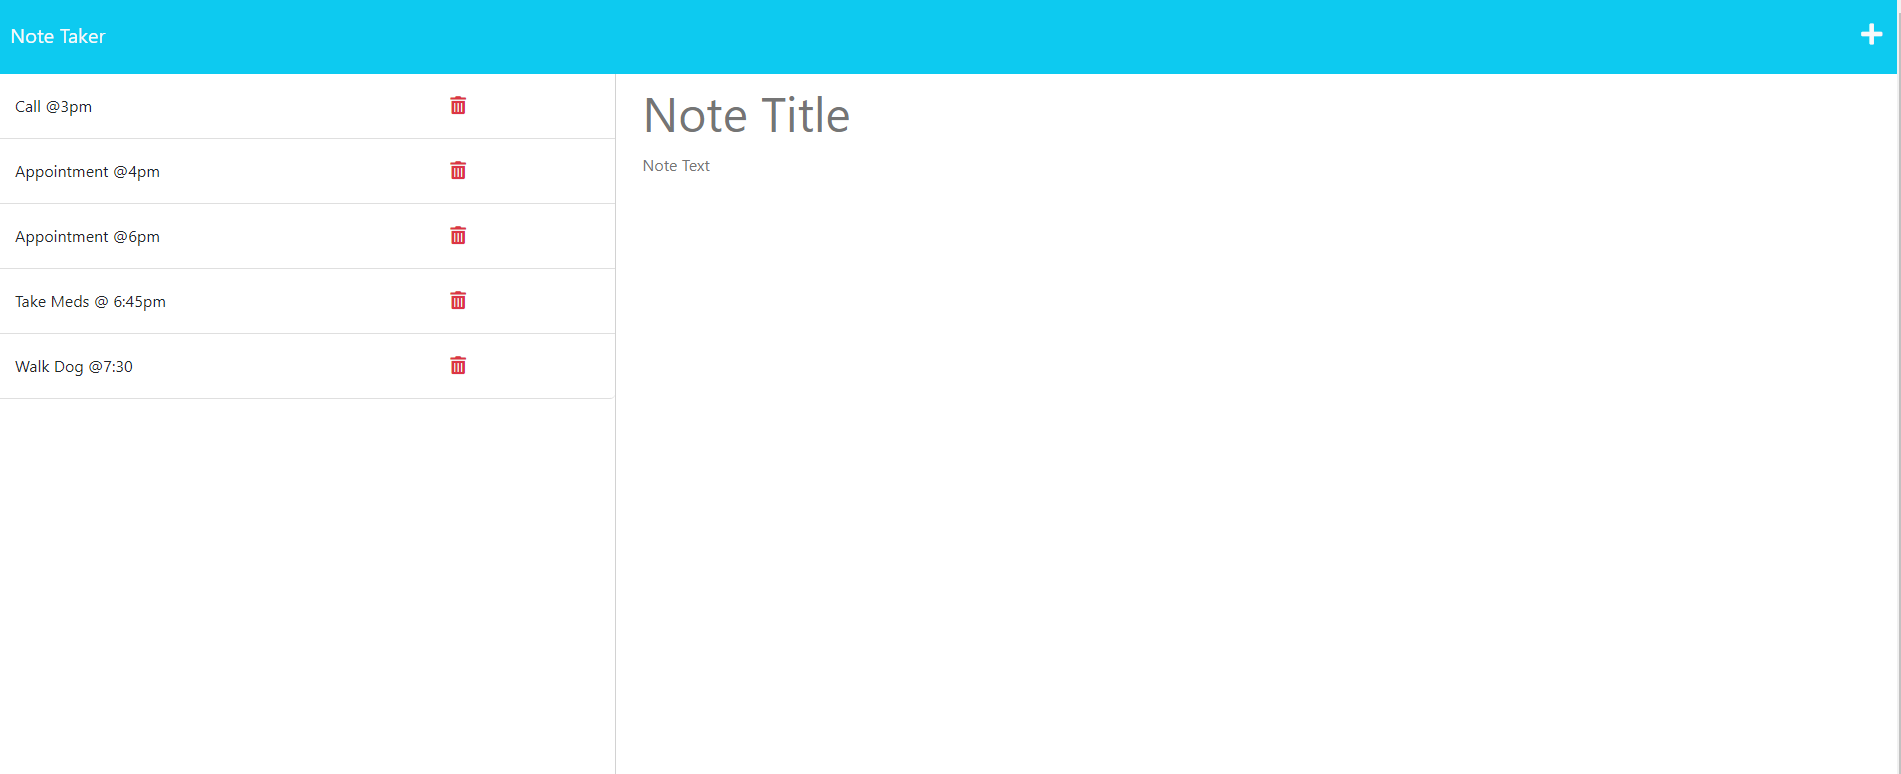 Note Taker
Call @3pm
Appointment @4pm
Appointment @6pm
Take Meds @ 6:45pm
Walk Dog @7:30
Note Title
Note Text